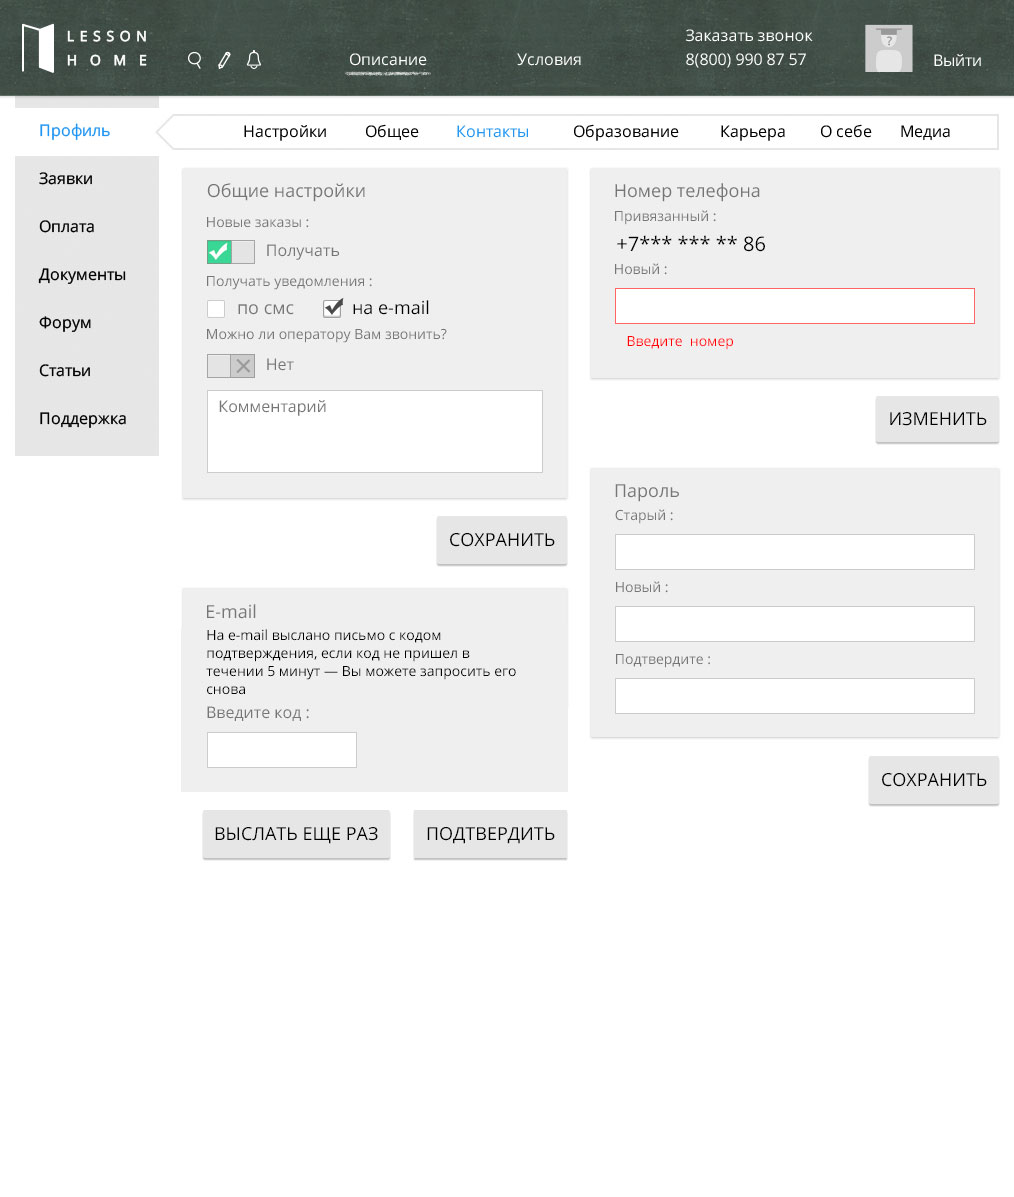 LESSON
HOME
Описание
Условия
Заказать звонок
8(800) 990 87 57
?
Выйти
Профиль
Заявки
Оплата
Документы
Форум
Статьи
Поддержка
Настройки Общее Контакты Образование Карьера О себе Медиа
Общие настройки
Новые заказы :
Получать
Получать уведомления :
по смс на e-mail
Можно ли оператору Вам звонить?
Нет
Комментарий
СОХРАНИТЬ
E-mail
На e-mail выслано письмо с кодом
подтверждения, если код не пришел в
течении 5 минут — Вы можете запросить его
снова
Введите код :
ВЫСЛАТЬ ЕЩЕ РАЗ ПОДТВЕРДИТЬ
Номер телефона
Привязанный :
+7*** *** ** 86
Новый :
Введите номер
ИЗМЕНИТЬ
Пароль
Старый :
Новый :
Подтвердите :
СОХРАНИТЬ